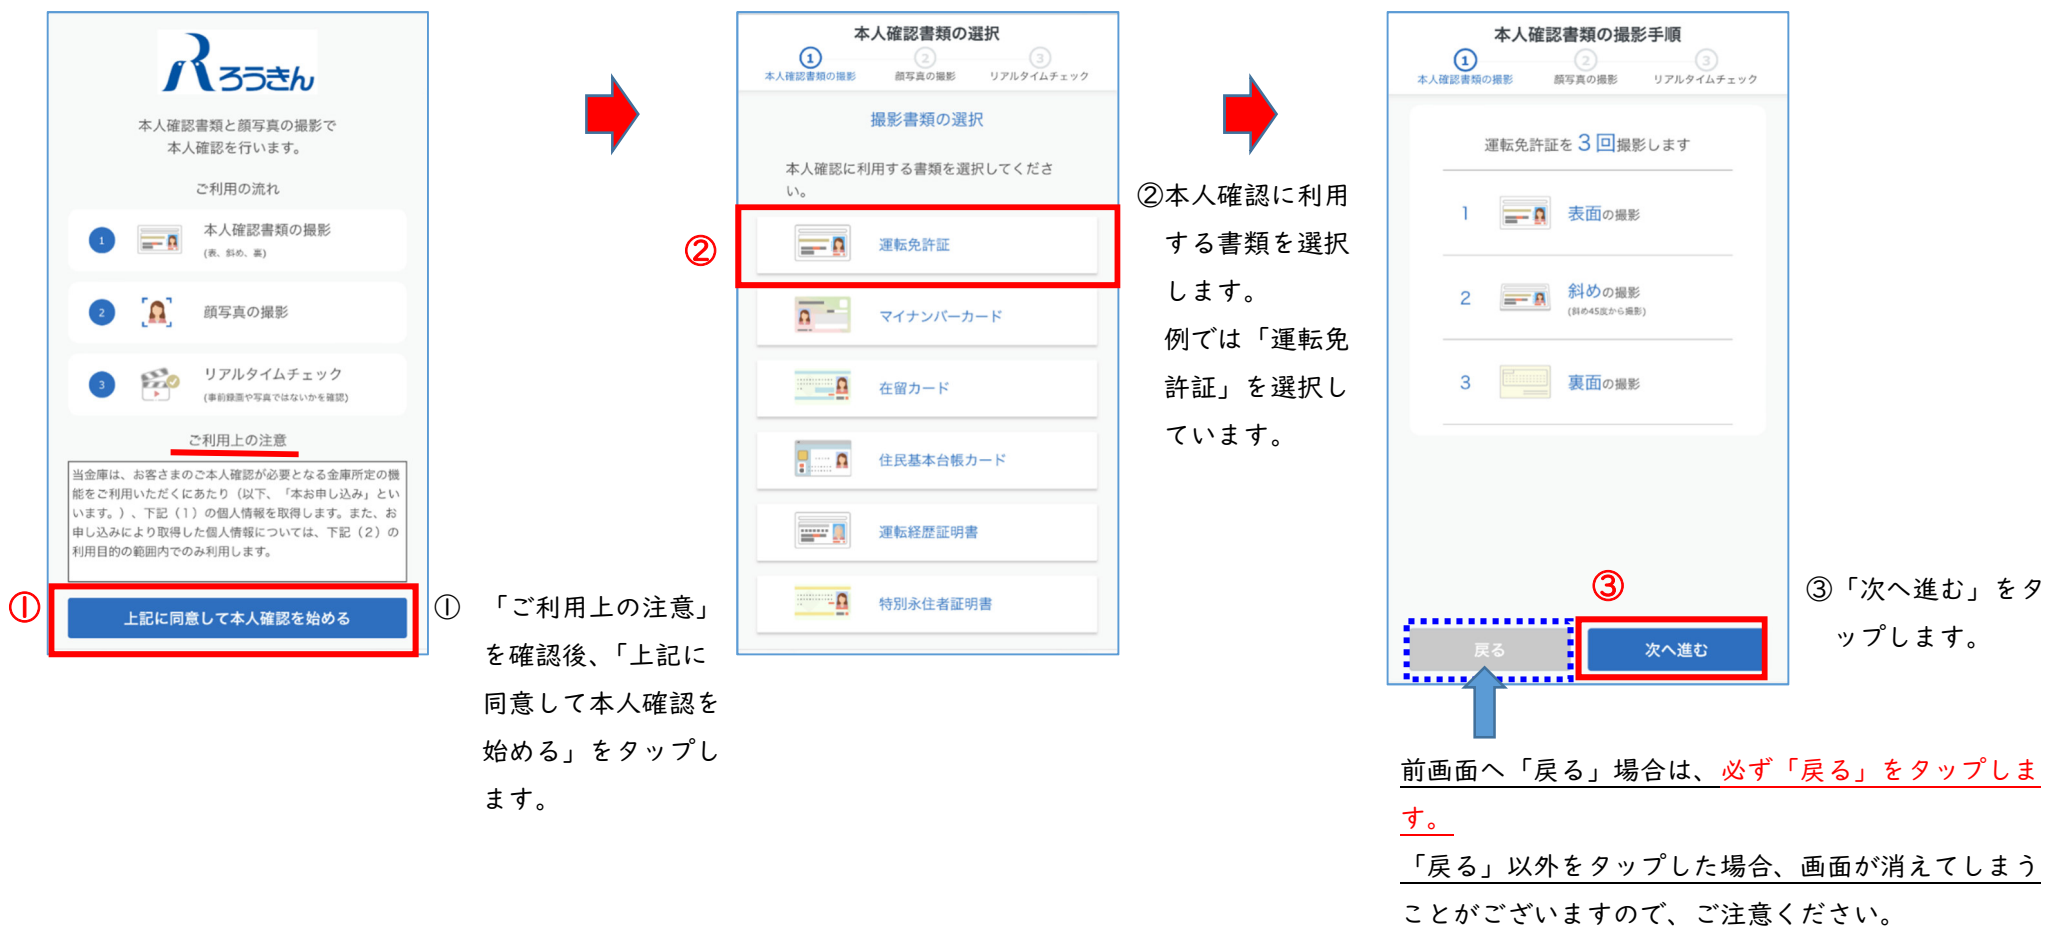 ろうきん
本人確認書類と顔写真の撮影で
本人確認を行います。
ご利用の流れ
1
本人確認書類の撮影
(表、斜め、裏)
2
顔写真の撮影
3
リアルタイムチェック
(事前録画や写真ではないかを確認)
ご利用上の注意
当金庫は、お客さまのご本人確認が必要となる金庫所定の機
能をご利用いただくにあたり（以下、「本お申し込み」とい
います。）、下記（1）の個人情報を取得します。また、お
申し込みにより取得した個人情報については、下記（2）の
利用目的の範囲内でのみ利用します。
①
上記に同意して本人確認を始める
① 「ご利用上の注意」
を確認後、「上記に
同意して本人確認を
始める」をタップし
ます。
本人確認書類の選択
1 2 3
本人確認書類の撮影 顔写真の撮影 リアルタイムチェック
撮影書類の選択
本人確認に利用する書類を選択してくださ
い。
②
運転免許証
マイナンバーカード
在留カード
住民基本台帳カード
運転経歴証明書
特別永住者証明書
②本人確認に利用
する書類を選択
します。
例では「運転免
許証」を選択し
ています。
本人確認書類の撮影手順
1 2 3
本人確認書類の撮影 顔写真の撮影 リアルタイムチェック
運転免許証を3回撮影します
1 表面の撮影
2 斜めの撮影
(斜め45度から撮影)
3 裏面の撮影
③
戻る 次へ進む
③「次へ進む」をタ
ップします。
前画面へ「戻る」場合は、必ず「戻る」をタップしま
す。
「戻る」以外をタップした場合、画面が消えてしまう
ことがございますので、ご注意ください。